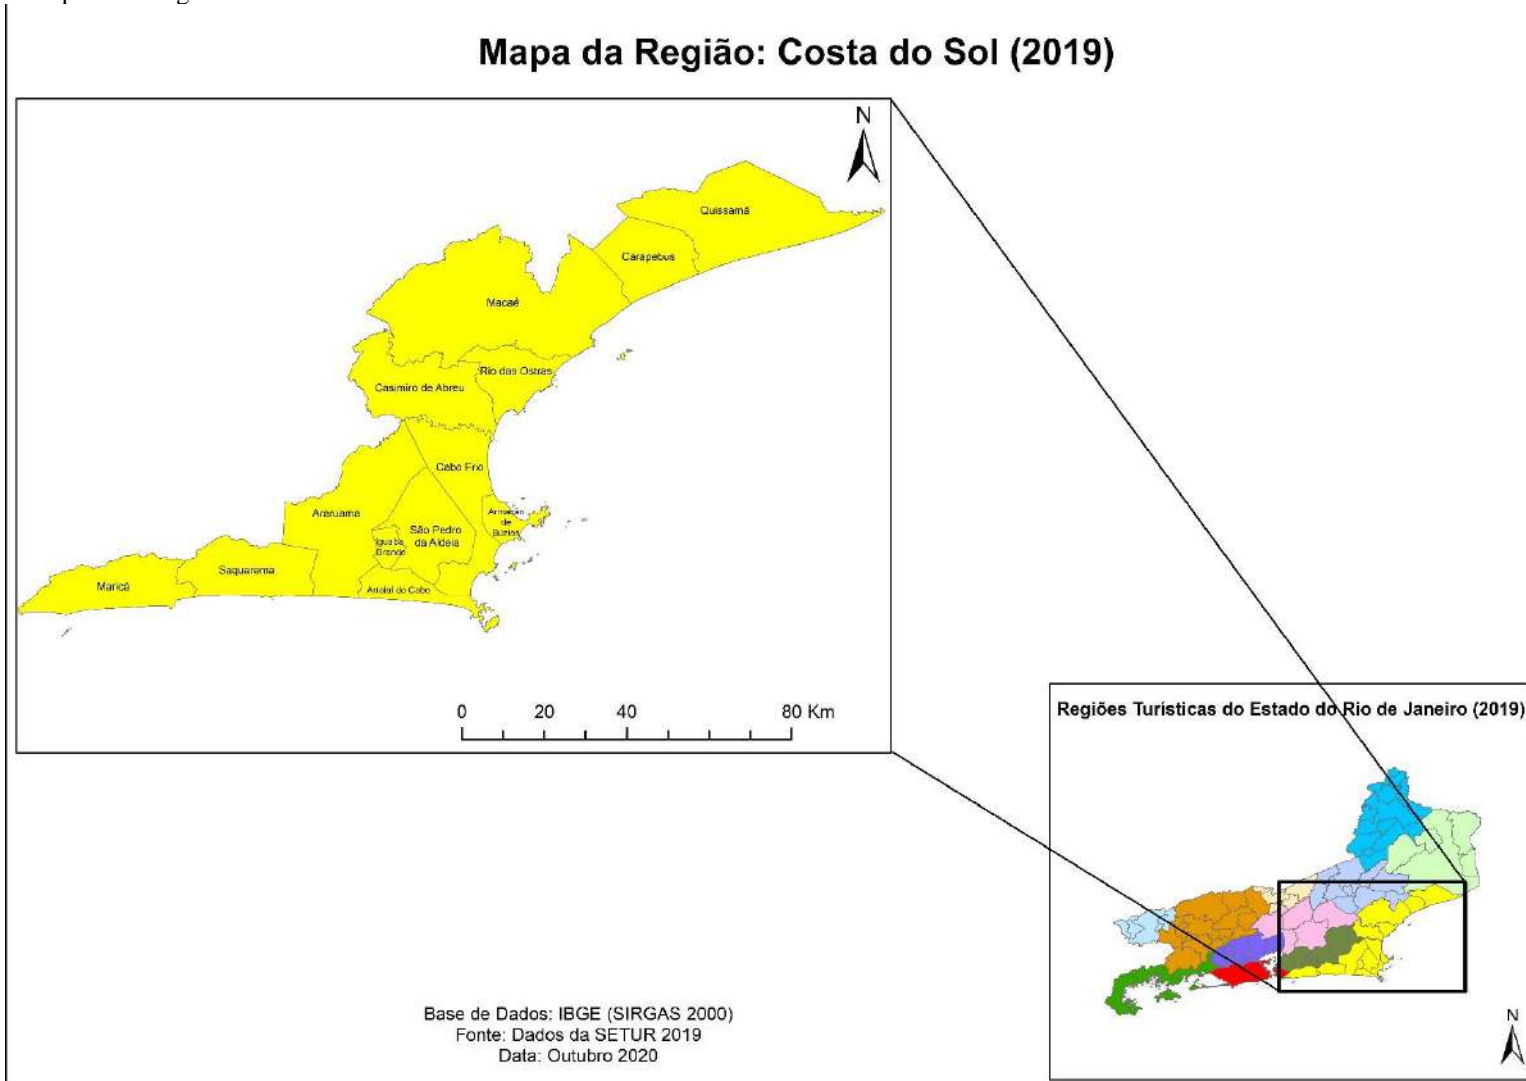 Mapa da Região: Costa do Sol (2019)
N
Quissamã
Carapebus
Macaé
Rio das Ostras
Casimiro de Abreu
Cabo Frio
Araruama
Armação
de
Búzios
São Pedro
da Aldeia
Iguaba
Grande
Saquarema
Maricá
Arraial do Cabo
0 20 40 80 Km
Regiões Turísticas do Estado do Rio de Janeiro (2019)
N
Base de Dados: IBGE (SIRGAS 2000)
Fonte: Dados da SETUR 2019
Data: Outubro 2020